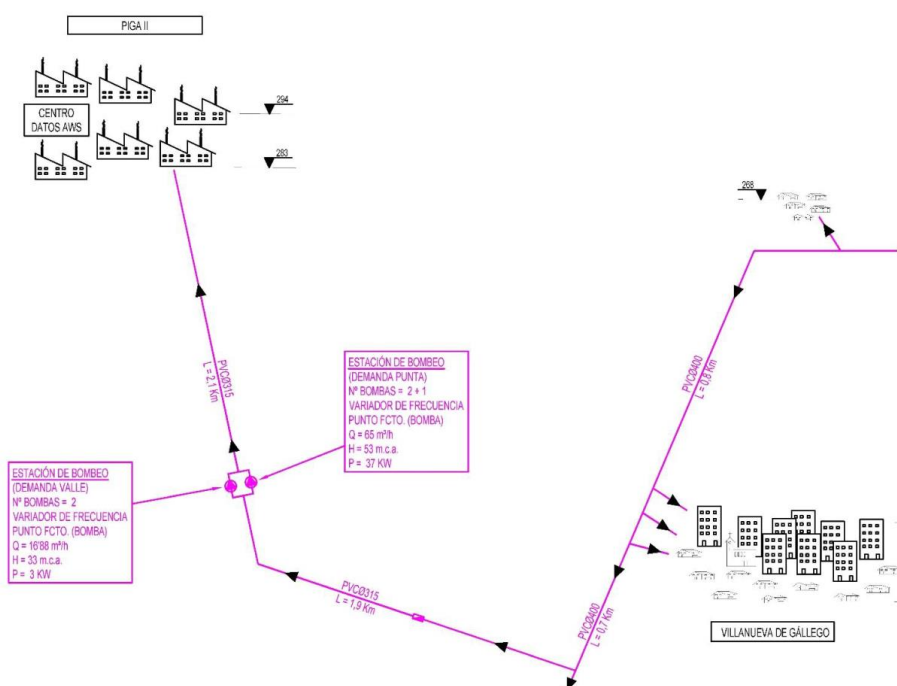 PIGA II
CENTRO
DATOS AWS
294
283
268
PVCØ315
L = 2,1 Km
PVCØ400
L = 0,8 Km
ESTACIÓN DE BOMBEO
(DEMANDA PUNTA)
Nº BOMBAS = 2 + 1
VARIADOR DE FRECUENCIA
PUNTO FCTO. (BOMBA)
Q = 65 m³/h
H = 53 m.c.a.
P = 37 KW
ESTACIÓN DE BOMBEO
(DEMANDA VALLE)
Nº BOMBAS = 2
VARIADOR DE FRECUENCIA
PUNTO FCTO. (BOMBA)
Q = 16'88 m³/h
H = 33 m.c.a.
P = 3 KW
PVCØ315
L = 1,9 Km
PVCØ400
L = 0,7 Km
VILLANUEVA DE GÁLLEGO